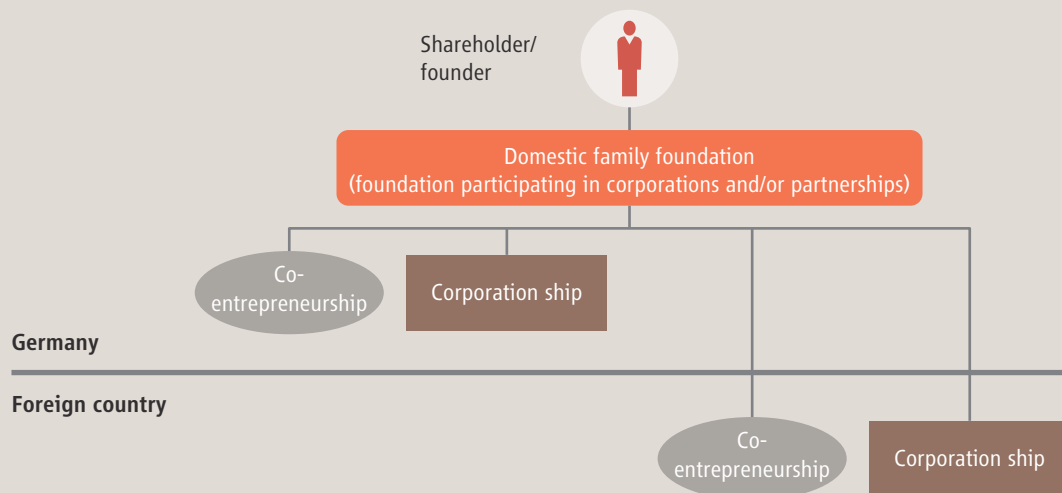 Shareholder/
founder
Domestic family foundation
(foundation participating in corporations and/or partnerships)
Co-
entrepreneurship
Corporation ship
Germany
Foreign country
Co-
entrepreneurship
Corporation ship